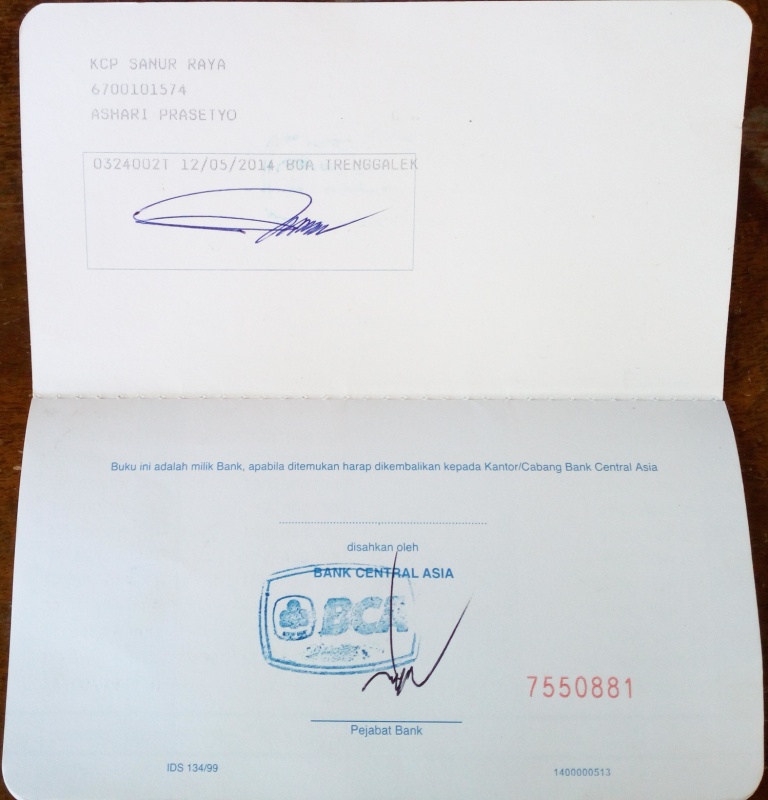 KCP SANUR RAYA
6700101574
ASHARI PRASETYO
0324002T 12/05/2014 BCA TRENGGALEK
Buku ini adalah milik Bank, apabila ditemukan harap dikembalikan kepada Kantor/Cabang Bank Central Asia
disahkan oleh
BANK CENTRAL ASIA
BCA
7550881
Pejabat Bank
IDS 134/99
1400000513